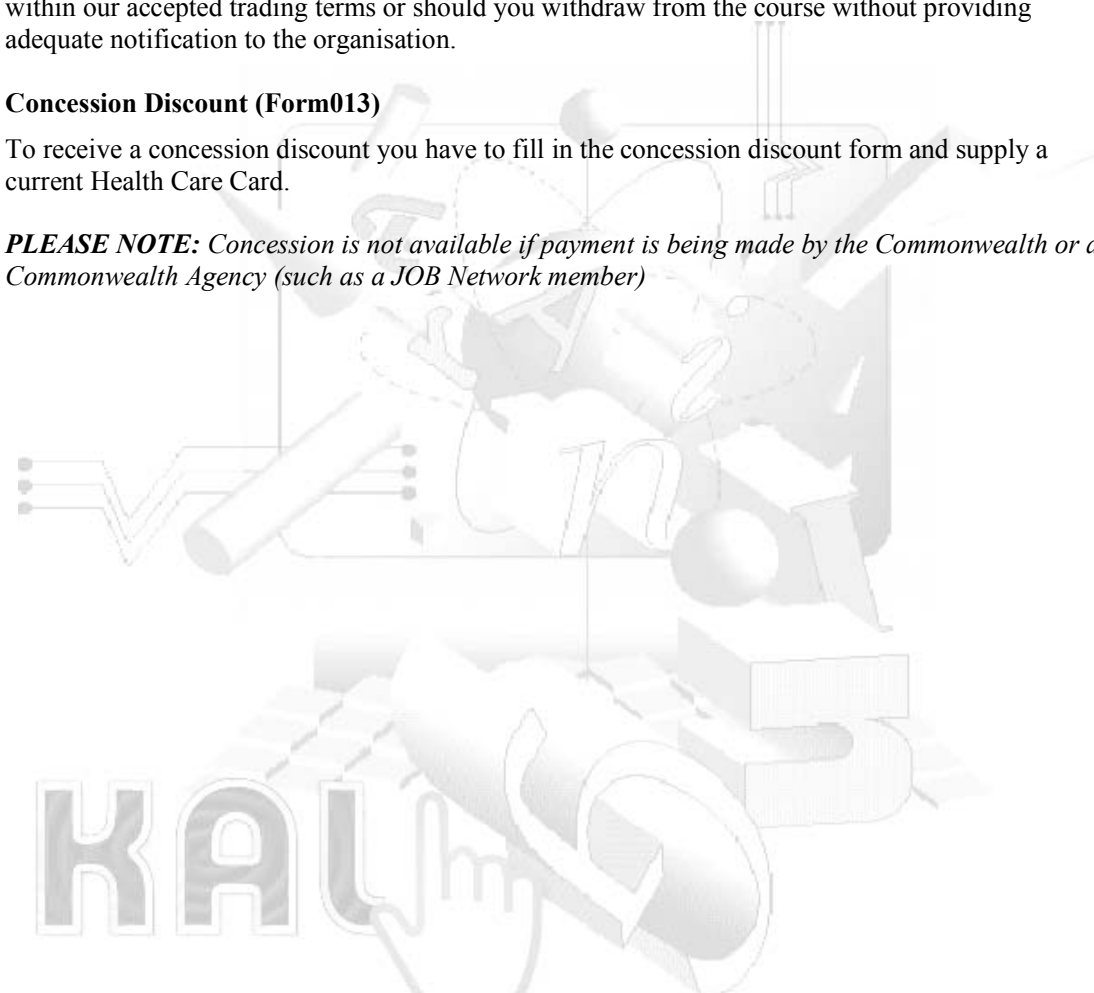 within our accepted trading terms or should you withdraw from the course without providing
adequate notification to the organisation.
Concession Discount (Form013)
To receive a concession discount you have to fill in the concession discount form and supply a
current Health Care Card.
PLEASE NOTE: Concession is not available if payment is being made by the Commonwealth or a
Commonwealth Agency (such as a JOB Network member)
A
n
KAL